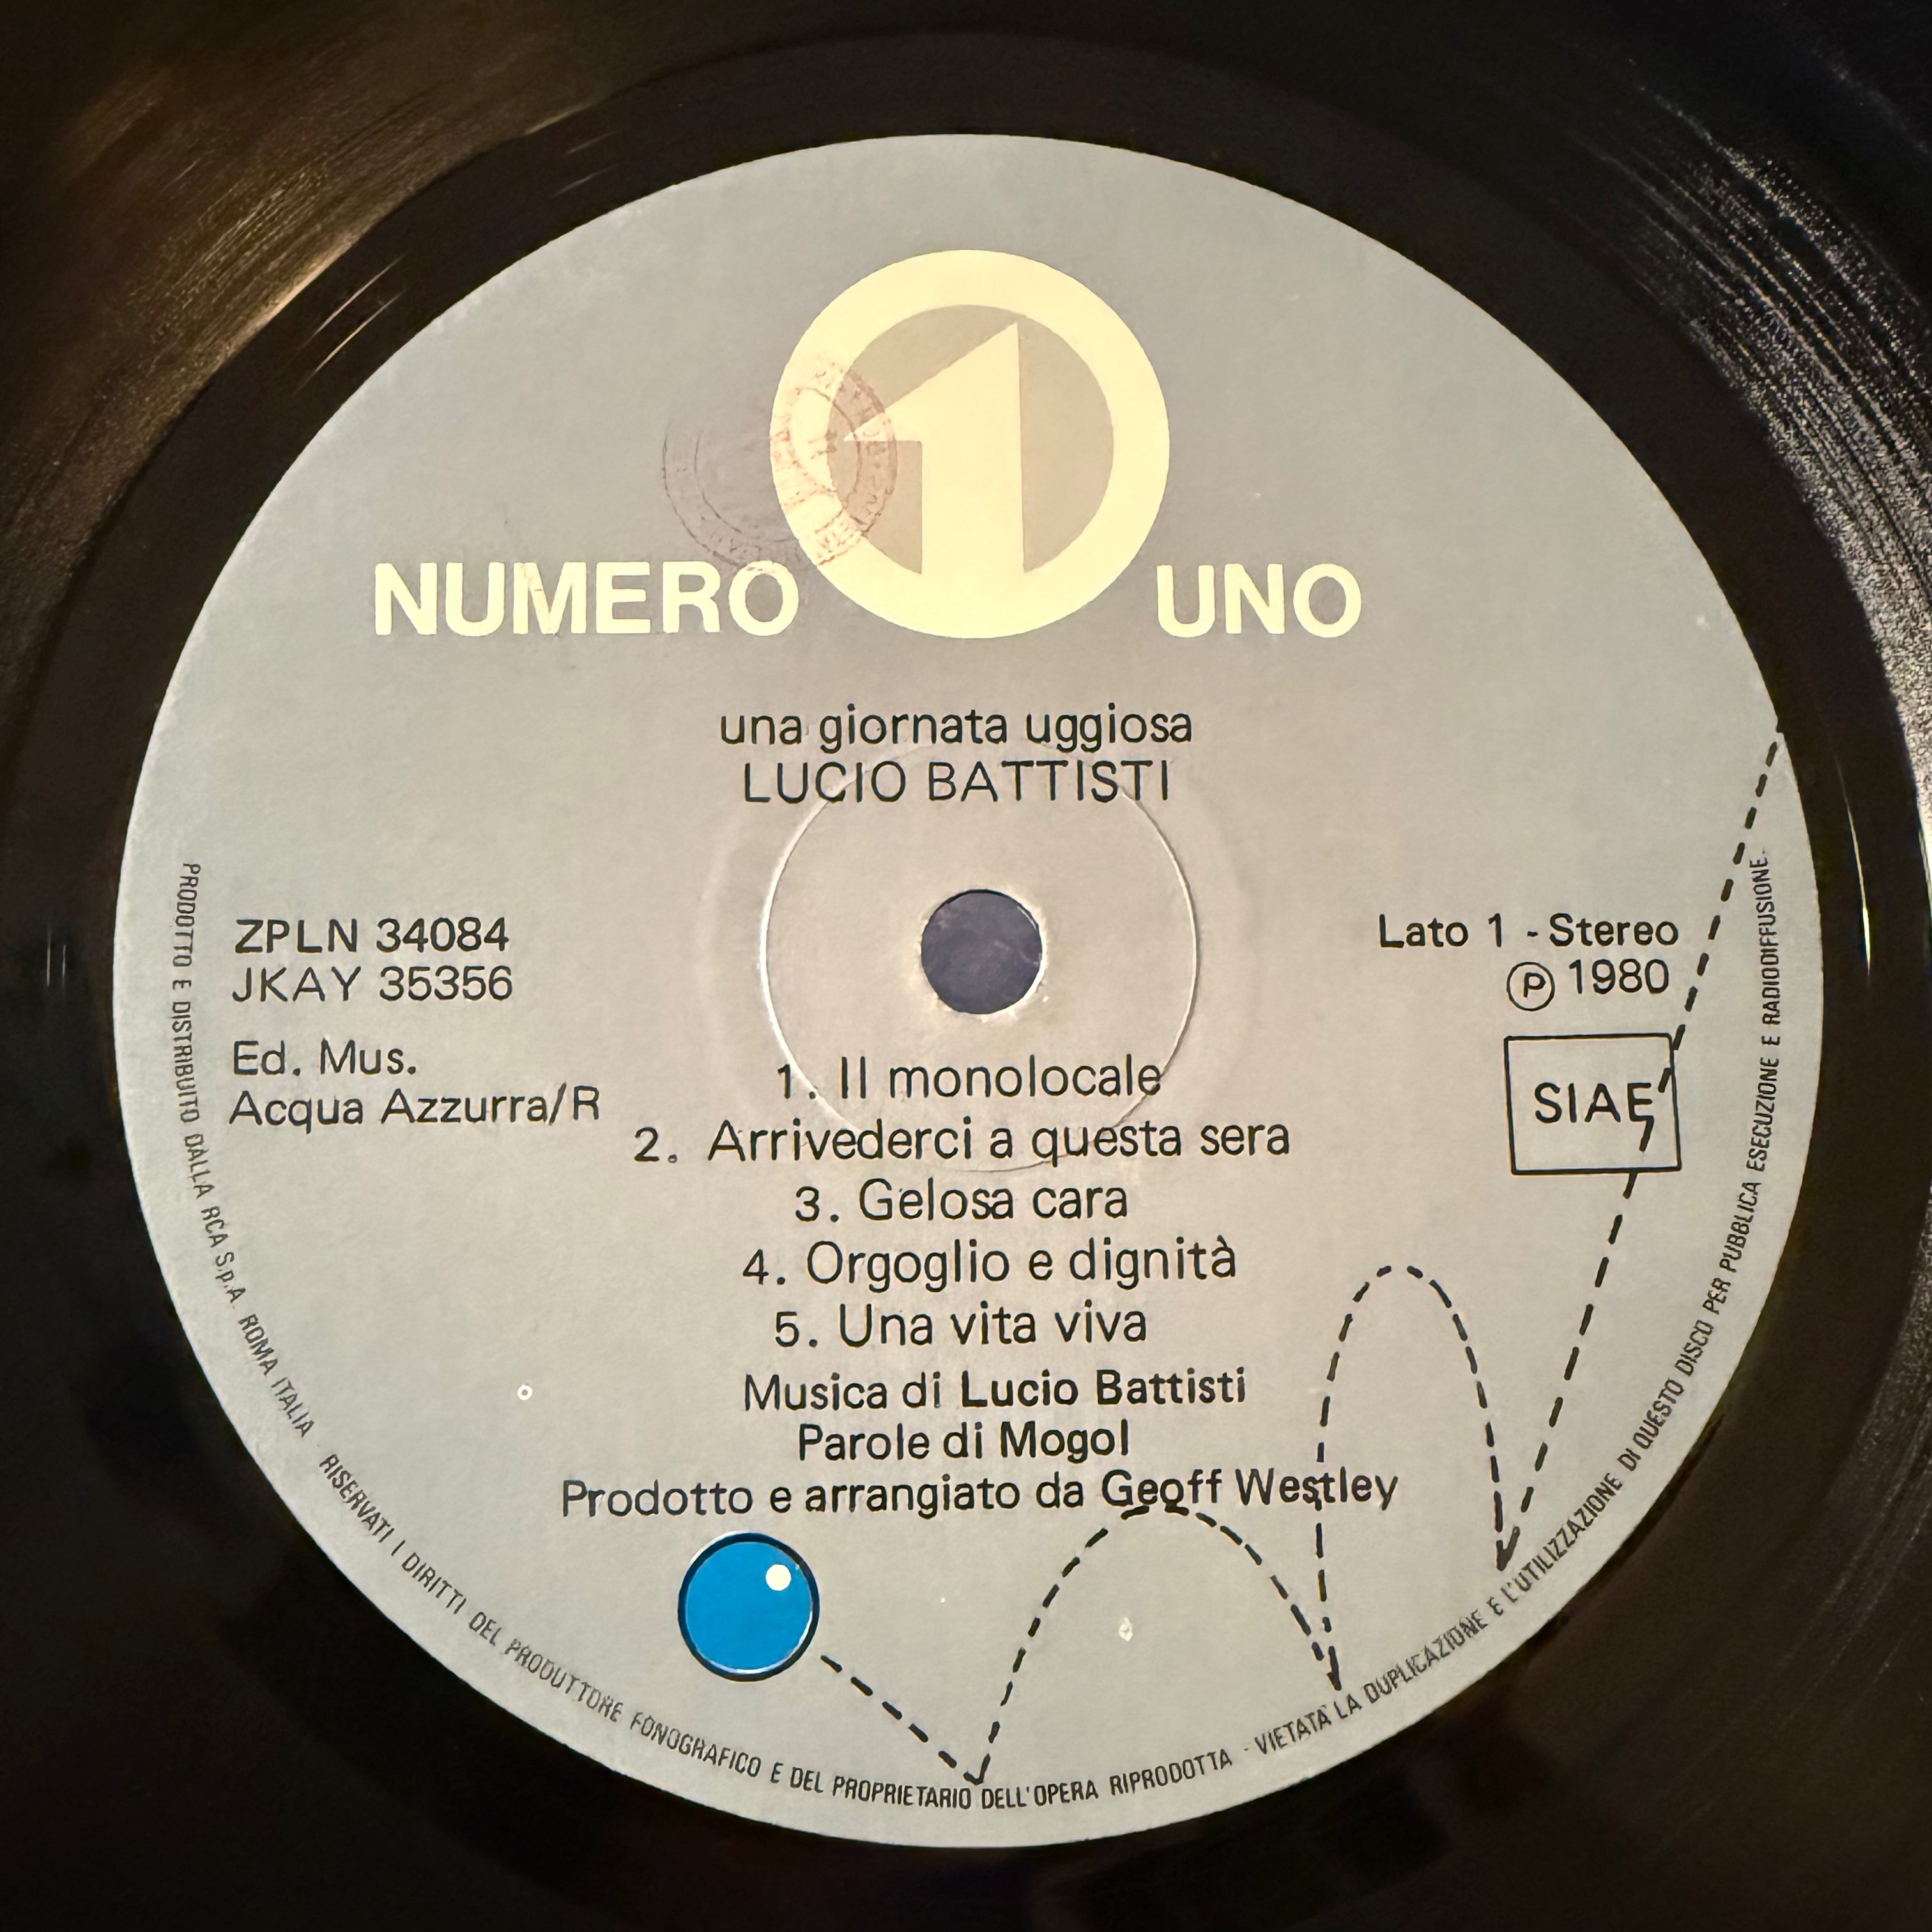 NUMERO 1 UNO
una giornata uggiosa
LUCIO BATTISTI
ZPLN 34084
JKAY 35356
Ed. Mus.
Acqua Azzurra/R
Lato 1 - Stereo
Ⓟ 1980
SIAE
1. Il monolocale
2. Arrivederci a questa sera
3. Gelosa cara
4. Orgoglio e dignità
5. Una vita viva
Musica di Lucio Battisti
Parole di Mogol
Prodotto e arrangiato da Geoff Westley
PRODOTTO E DISTRIBUITO DALLA RCA S.p.A. ROMA ITALIA - RISERVATI I DIRITTI DEL PRODUTTORE FONOGRAFICO E DEL PROPRIETARIO DELL'OPERA RIPRODOTTA - VIETATA LA DUPLICAZIONE E L'UTILIZZAZIONE DI QUESTO DISCO PER PUBBLICA ESECUZIONE E RADIODIFFUSIONE.